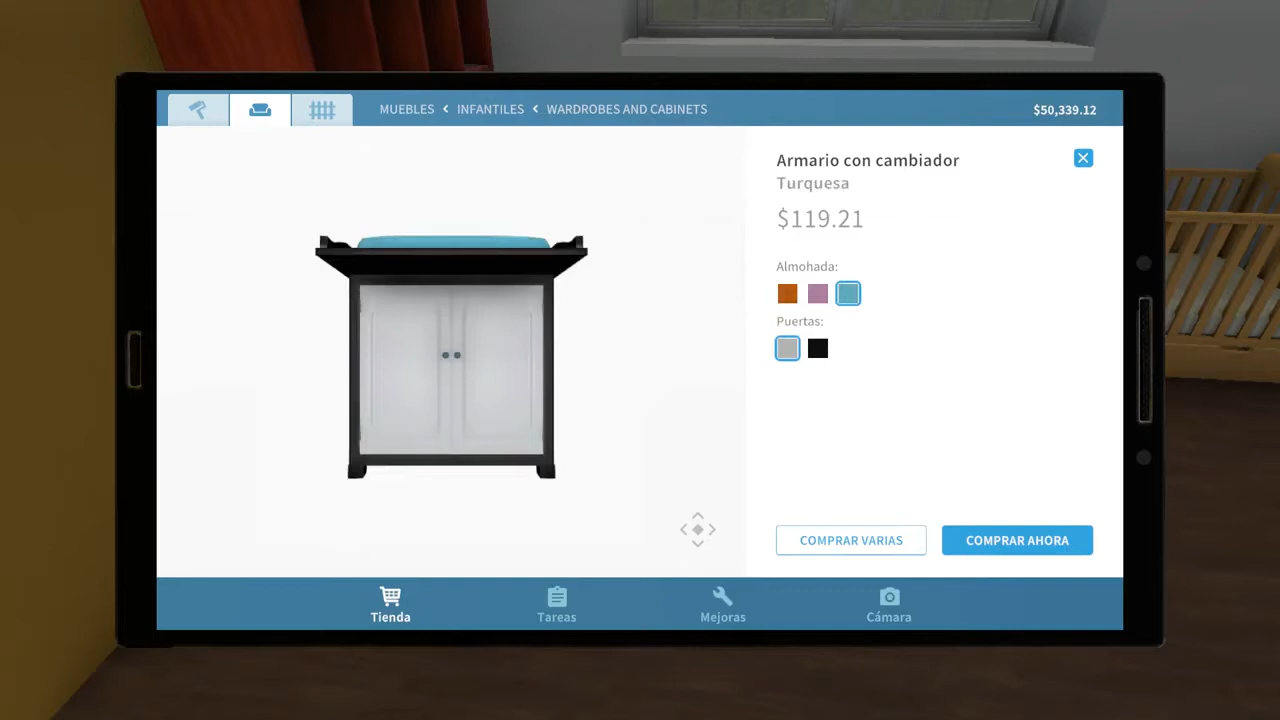 MUEBLES < INFANTILES < WARDROBES AND CABINETS
$50,339.12
Armario con cambiador
Turquesa
$119.21
Almohada:
Puertas:
COMPRAR VARIAS
COMPRAR AHORA
Tienda
Tareas
Mejoras
Cámara